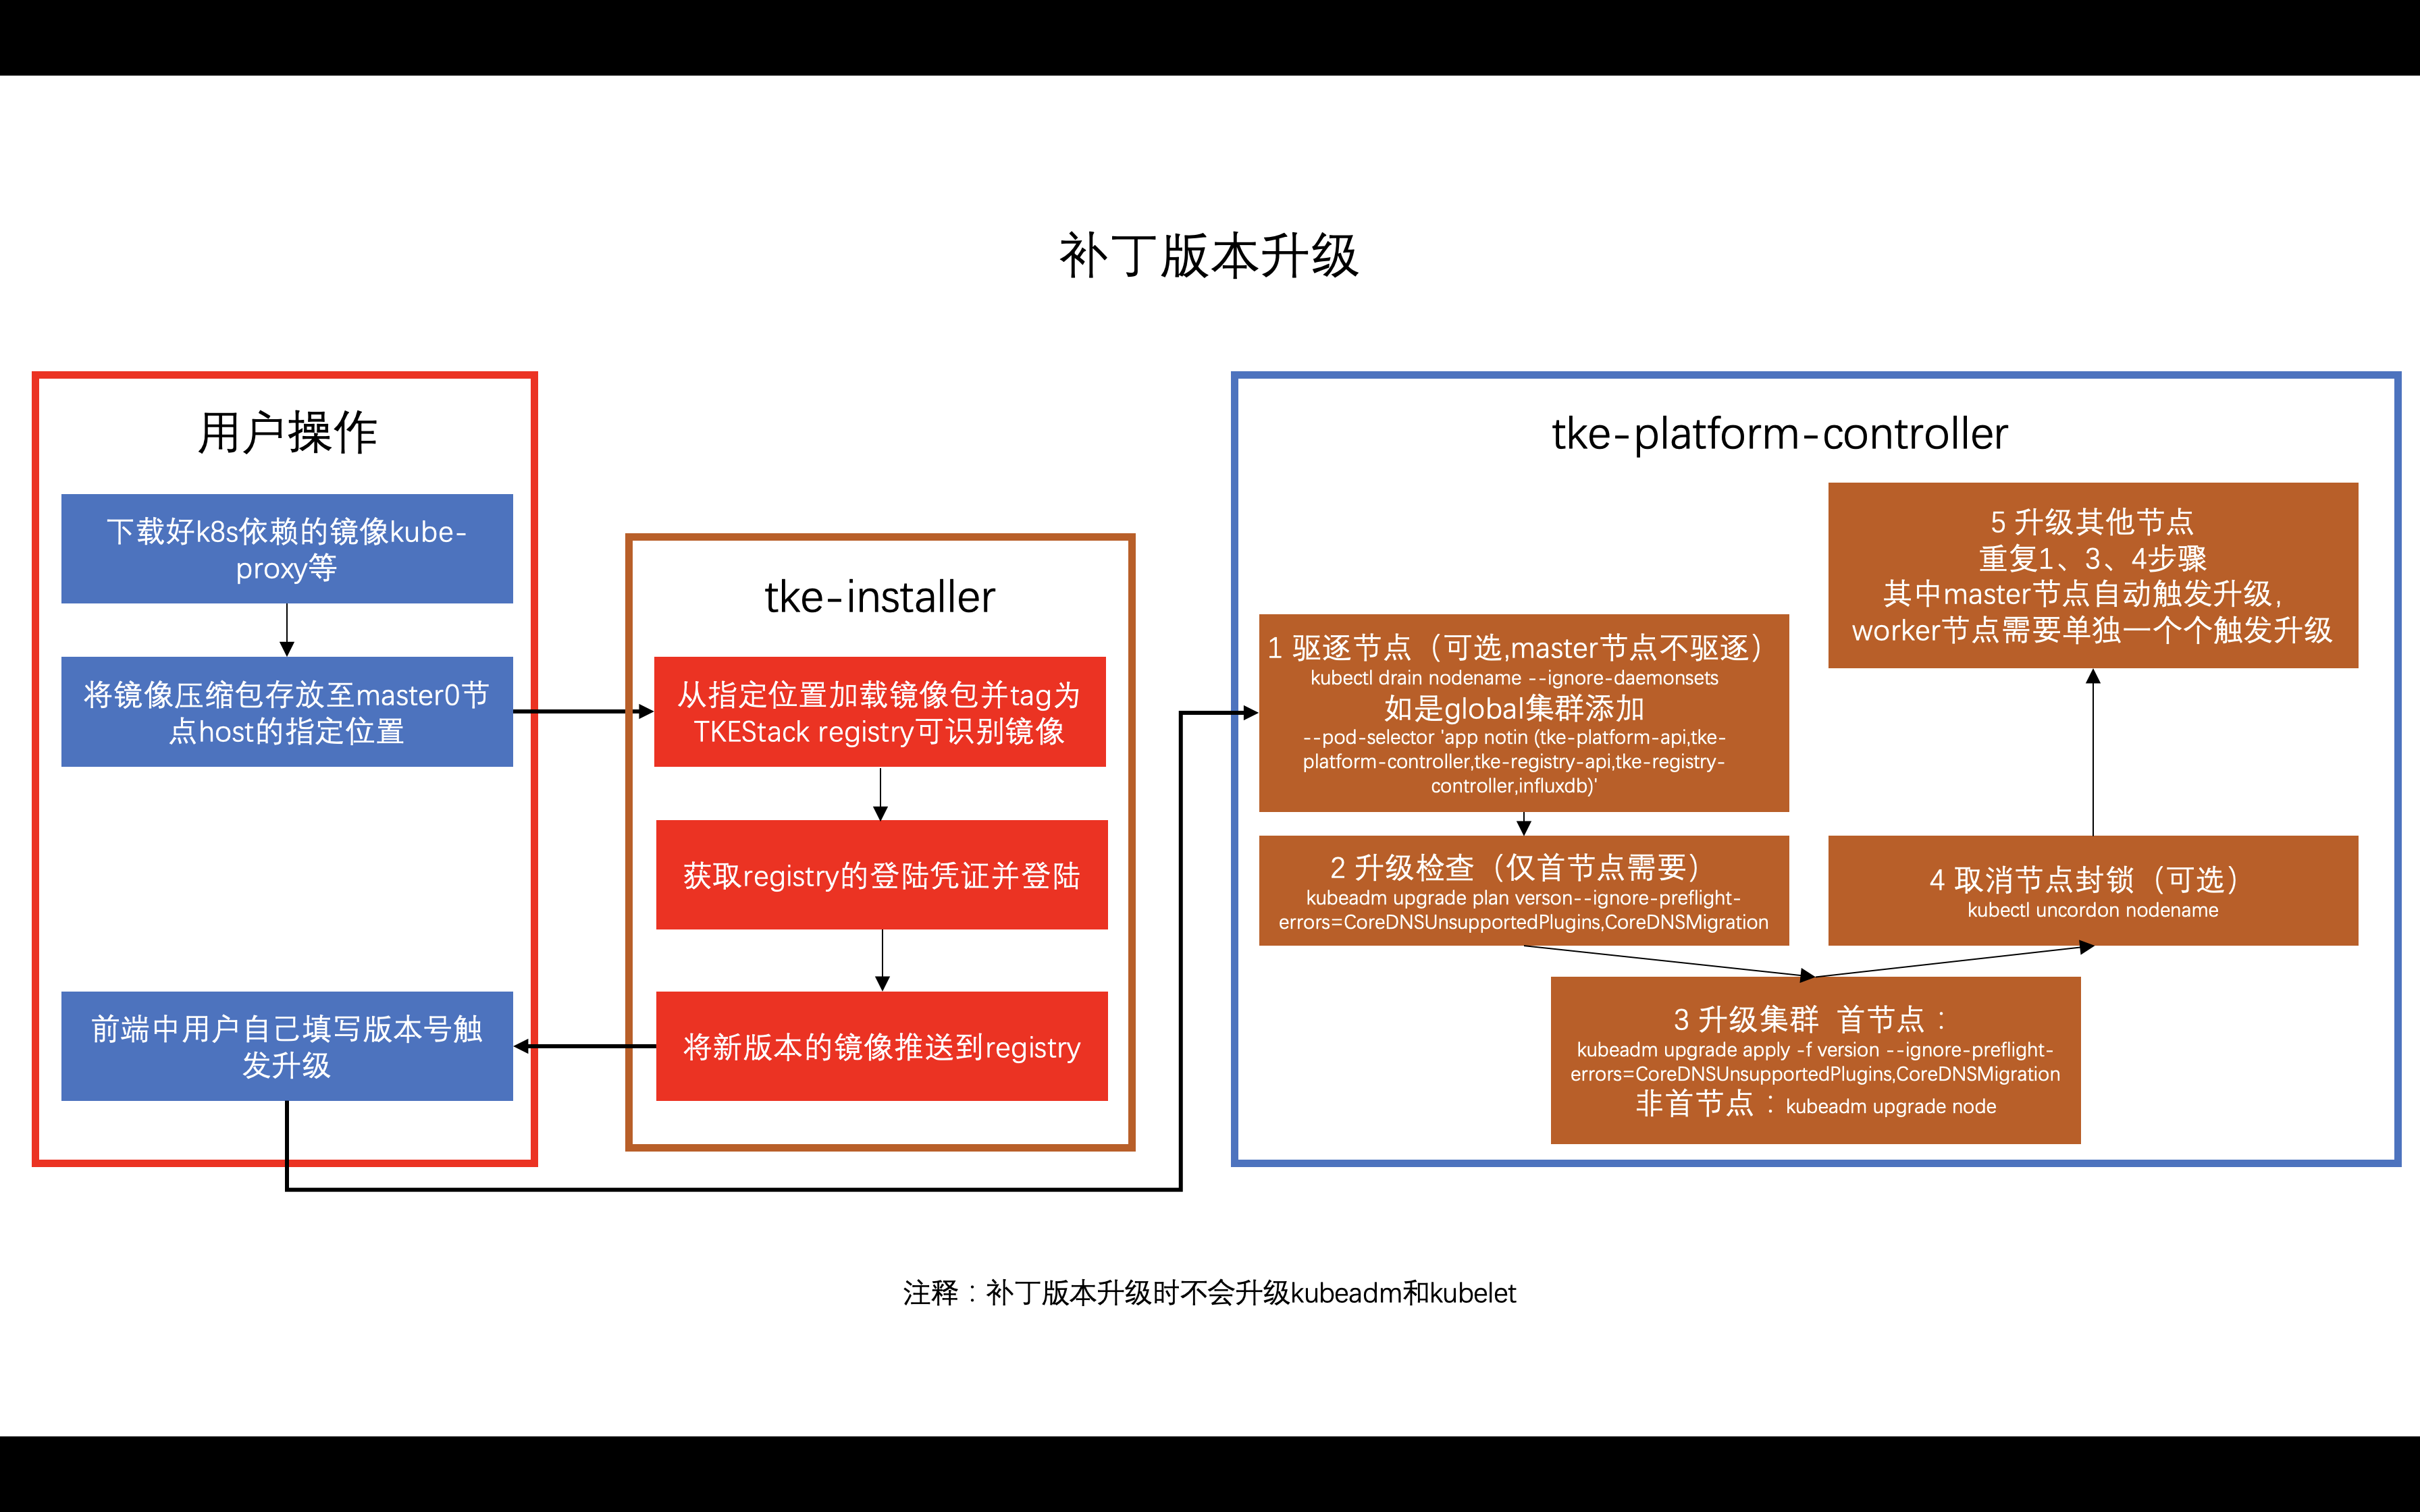 补丁版本升级
用户操作
下载好k8s依赖的镜像kube-
proxy等
将镜像压缩包存放至master0节
点host的指定位置
前端中用户自己填写版本号触
发升级
tke-installer
从指定位置加载镜像包并tag为
TKEStack registry可识别镜像
获取registry的登陆凭证并登陆
将新版本的镜像推送到registry
tke-platform-controller
1 驱逐节点（可选,master节点不驱逐）
kubectl drain nodename --ignore-daemonsets
如是global集群添加
--pod-selector 'app notin (tke-platform-api,tke-
platform-controller,tke-registry-api,tke-registry-
controller,influxdb)'
2 升级检查（仅首节点需要）
kubeadm upgrade plan verson--ignore-preflight-
errors=CoreDNSUnsupportedPlugins,CoreDNSMigration
3 升级集群 首节点：
kubeadm upgrade apply -f version --ignore-preflight-
errors=CoreDNSUnsupportedPlugins,CoreDNSMigration
非首节点：kubeadm upgrade node
4 取消节点封锁（可选）
kubectl uncordon nodename
5 升级其他节点
重复1、3、4步骤
其中master节点自动触发升级，
worker节点需要单独一个个触发升级
注释：补丁版本升级时不会升级kubeadm和kubelet